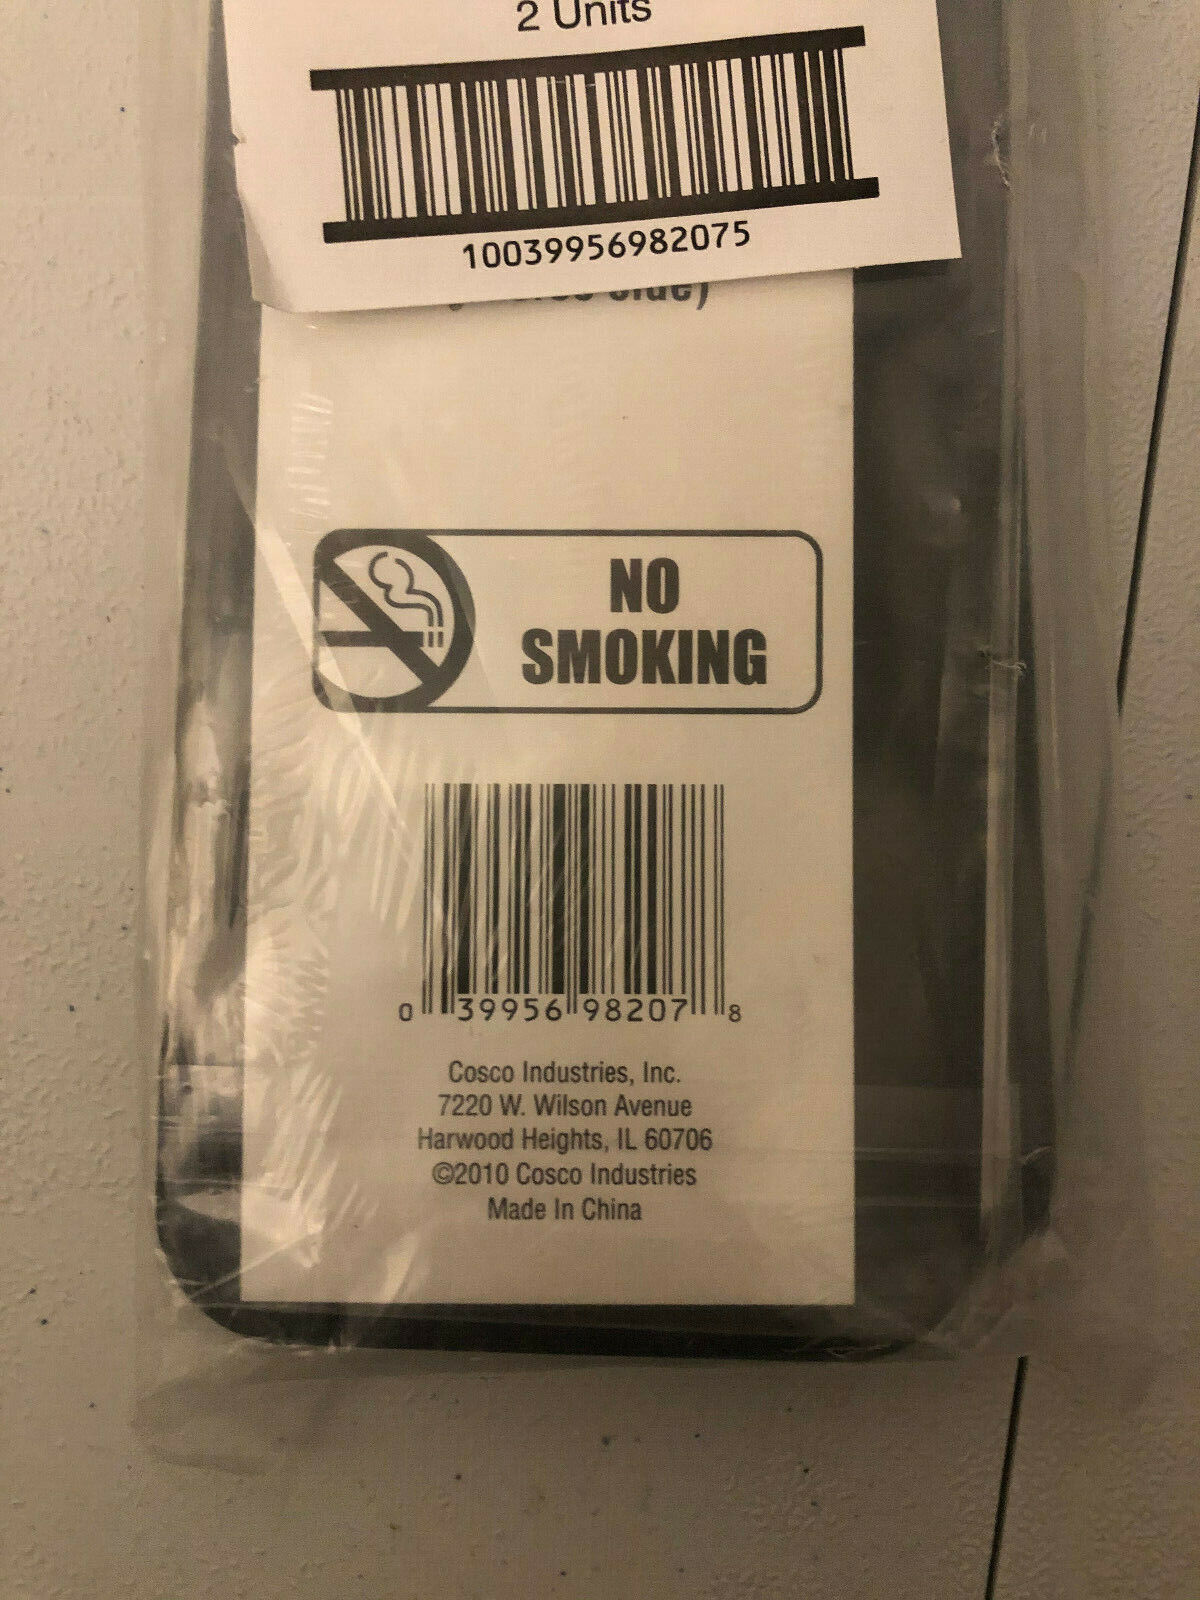 2 Units
10039956982075
NO
SMOKING
0 39956 98207 8
Cosco Industries, Inc.
7220 W. Wilson Avenue
Harwood Heights, IL 60706
©2010 Cosco Industries
Made In China